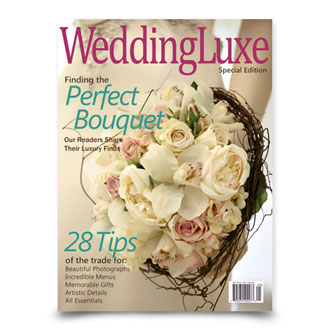 WeddingLuxe
Special Edition
Finding the
Perfect
Bouquet
Our Readers Share
Their Luxury Finds
28 Tips
of the trade for:
Beautiful Photographs
Incredible Menus
Memorable Gifts
Artistic Details
All Essentials